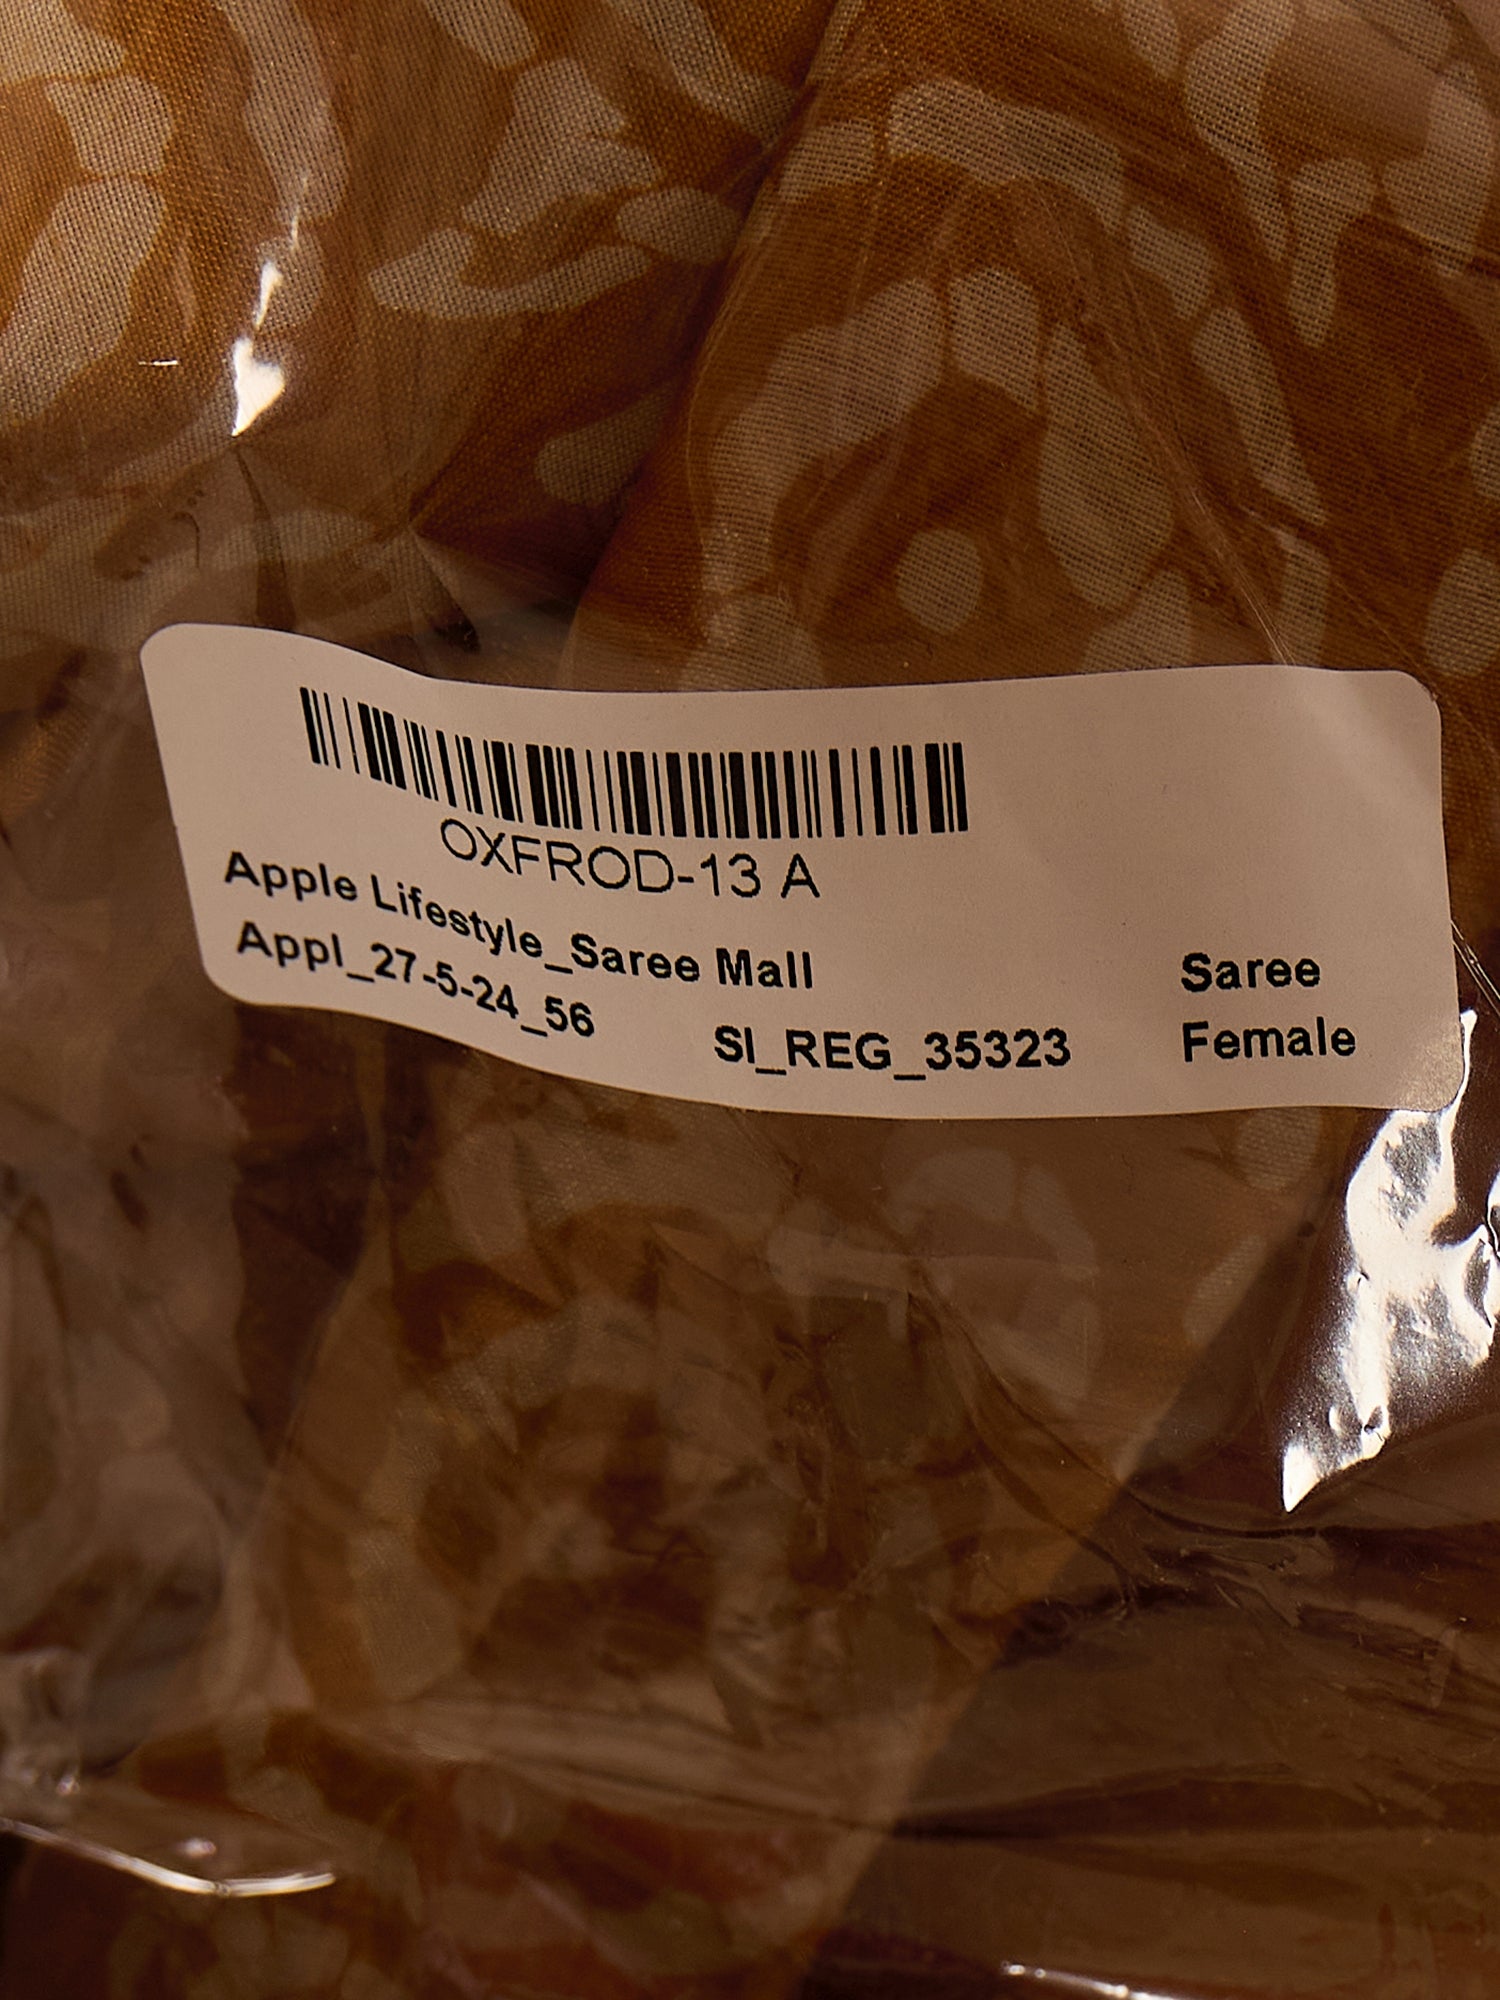 OXFROD-13 A
Apple Lifestyle_Saree Mall
Saree
Appl_27-5-24_56 SI_REG_35323 Female